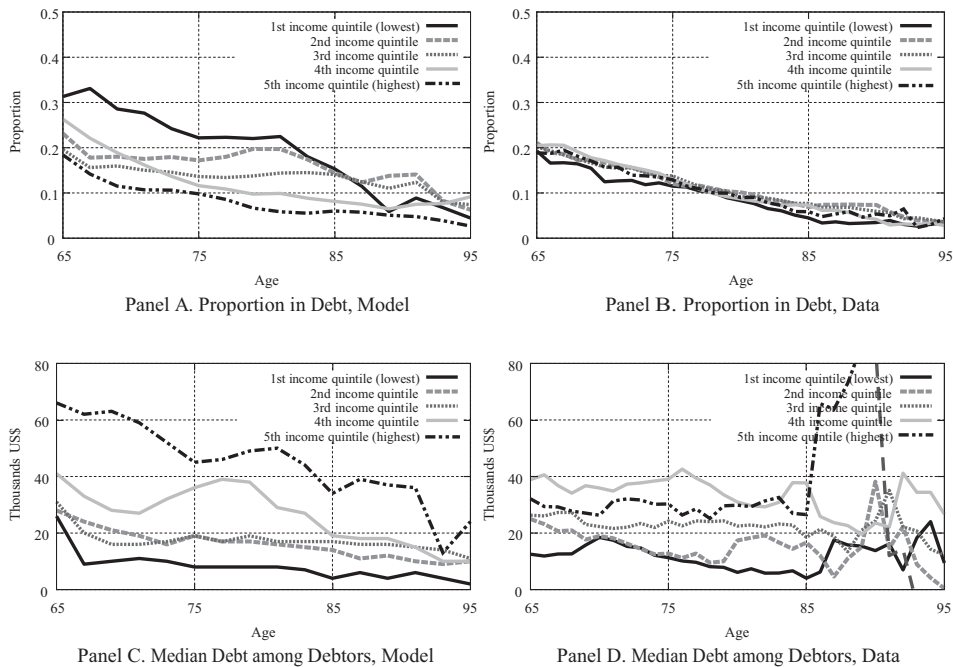 0.5
0.4
0.3
0.2
0.1
0
Proportion
1st income quintile (lowest)
2nd income quintile
3rd income quintile
4th income quintile
5th income quintile (highest)
65 75 85 95
Age
Panel A. Proportion in Debt, Model
0.5
0.4
0.3
0.2
0.1
0
Proportion
1st income quintile (lowest)
2nd income quintile
3rd income quintile
4th income quintile
5th income quintile (highest)
65 75 85 95
Age
Panel B. Proportion in Debt, Data
80
60
40
20
0
Thousands US$
1st income quintile (lowest)
2nd income quintile
3rd income quintile
4th income quintile
5th income quintile (highest)
65 75 85 95
Age
Panel C. Median Debt among Debtors, Model
80
60
40
20
0
Thousands US$
1st income quintile (lowest)
2nd income quintile
3rd income quintile
4th income quintile
5th income quintile (highest)
65 75 85 95
Age
Panel D. Median Debt among Debtors, Data